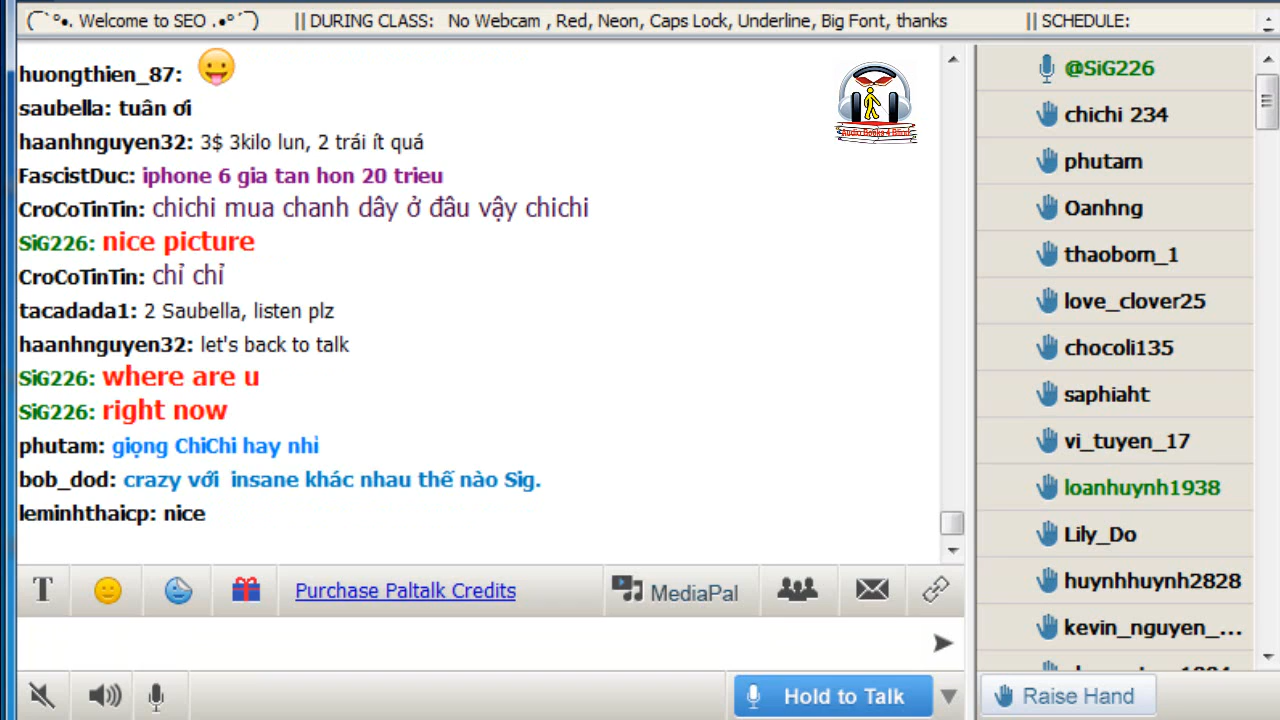 (¯`°•. Welcome to SEO .•°´¯) || DURING CLASS: No Webcam , Red, Neon, Caps Lock, Underline, Big Font, thanks || SCHEDULE:
huongthien_87:
saubella: tuân ơi
haanhnguyen32: 3$ 3kilo lun, 2 trái ít quá
FascistDuc: iphone 6 gia tan hon 20 trieu
CroCoTinTin: chichi mua chanh dây ở đâu vậy chichi
SiG226: nice picture
CroCoTinTin: chỉ chỉ
tacadada1: 2 Saubella, listen plz
haanhnguyen32: let's back to talk
SiG226: where are u
SiG226: right now
phutam: giọng ChiChi hay nhỉ
bob_dod: crazy với insane khác nhau thế nào Sig.
leminhthaicp: nice
Audio Books 4 Blind
@SiG226
chichi 234
phutam
Oanhng
thaobom_1
love_clover25
chocoli135
saphiaht
vi_tuyen_17
loanhuynh1938
Lily_Do
huynhhuynh2828
kevin_nguyen_...
T
Purchase Paltalk Credits
MediaPal
Hold to Talk
Raise Hand